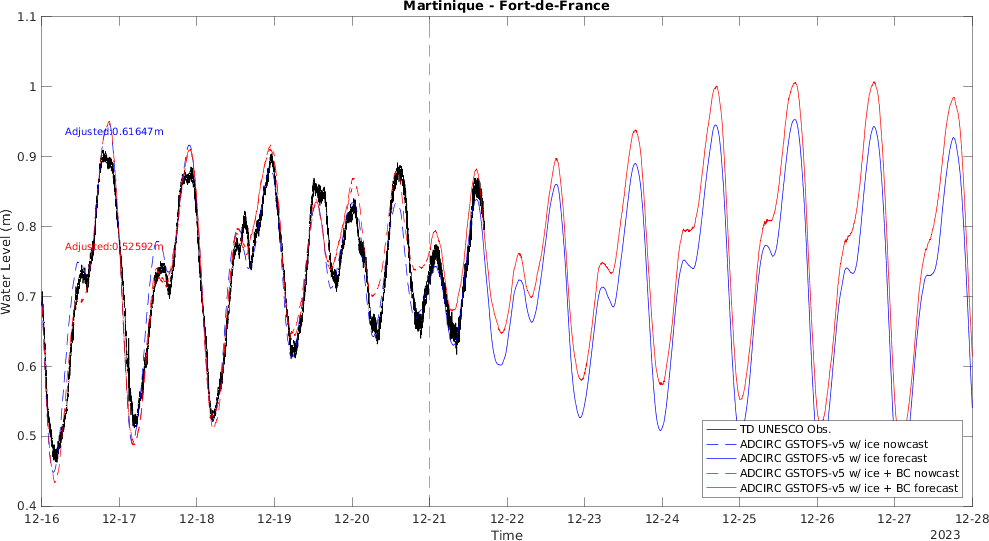 Martinique - Fort-de-France
1.1
1
0.9
0.8
0.7
0.6
0.5
0.4
Water Level (m)
Adjusted:0.61647m
Adjusted:0.52592m
TD UNESCO Obs.
ADCIRC GSTOFS-v5 w/ ice nowcast
ADCIRC GSTOFS-v5 w/ ice forecast
ADCIRC GSTOFS-v5 w/ ice + BC nowcast
ADCIRC GSTOFS-v5 w/ ice + BC forecast
12-16 12-17 12-18 12-19 12-20 12-21 12-22 12-23 12-24 12-25 12-26 12-27 12-28
Time
2023